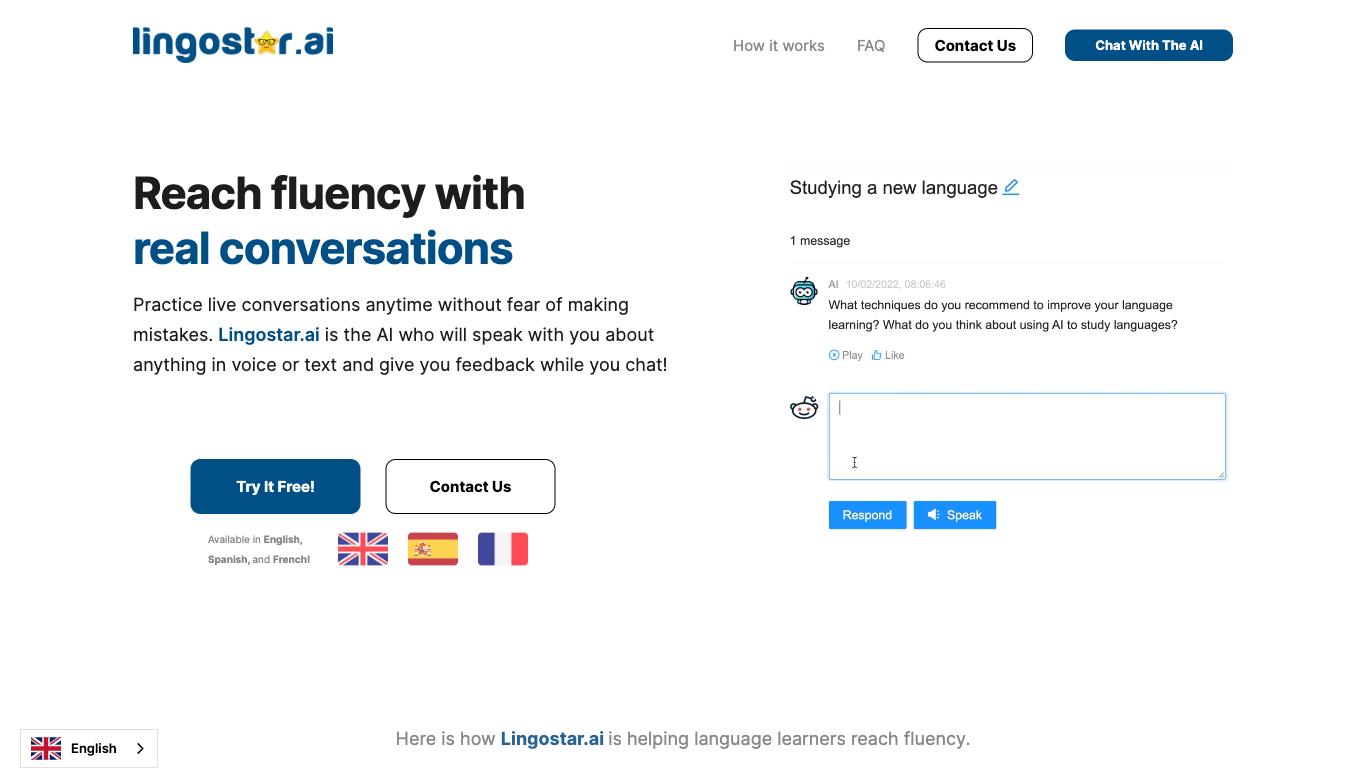 lingostar.ai
How it works
FAQ
Contact Us
Chat With The AI
Reach fluency with
real conversations
Practice live conversations anytime without fear of making
mistakes. Lingostar.ai is the AI who will speak with you about
anything in voice or text and give you feedback while you chat!
Try It Free!
Contact Us
Available in English,
Spanish, and French!
Studying a new language
1 message
AI 10/02/2022, 08:06:46
What techniques do you recommend to improve your language
learning? What do you think about using AI to study languages?
Play Like
Respond
Speak
Here is how Lingostar.ai is helping language learners reach fluency.
English